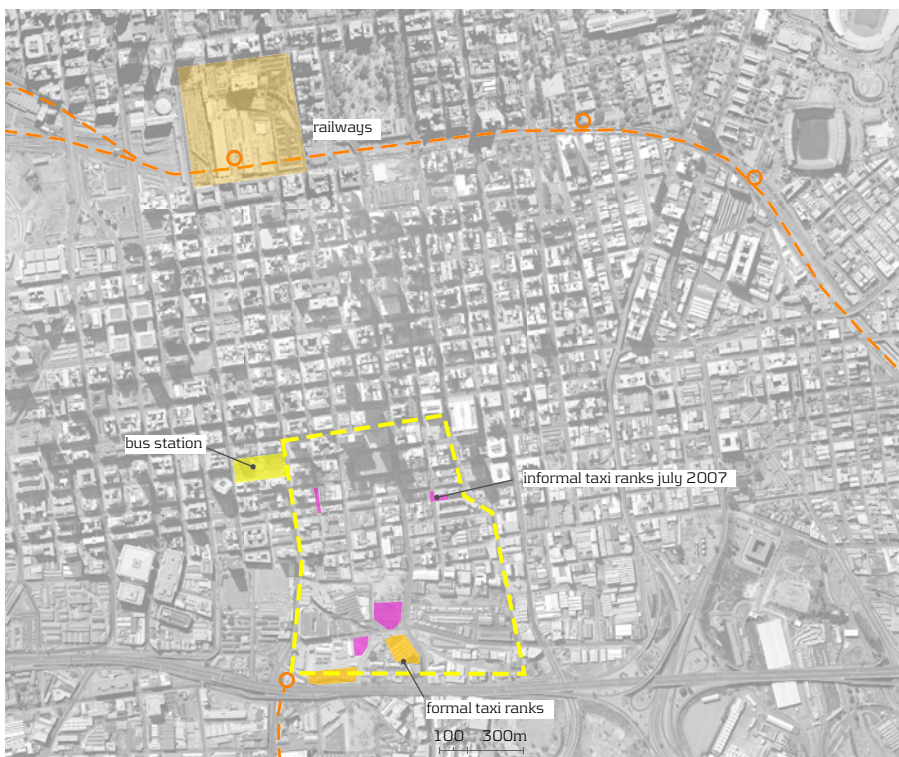 railways
bus station
informal taxi ranks july 2007
formal taxi ranks
100 300m